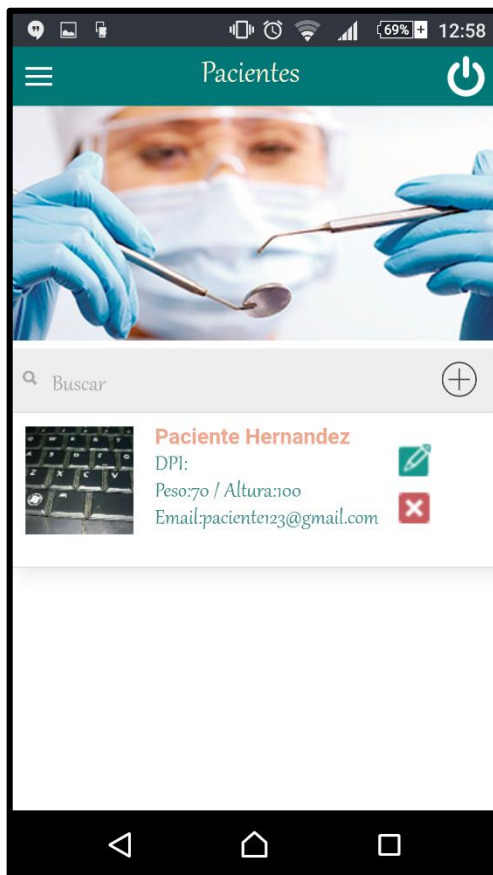 69% 12:58
Pacientes
Buscar
Paciente Hernandez
DPI:
Peso:70 / Altura:100
Email:paciente123@gmail.com